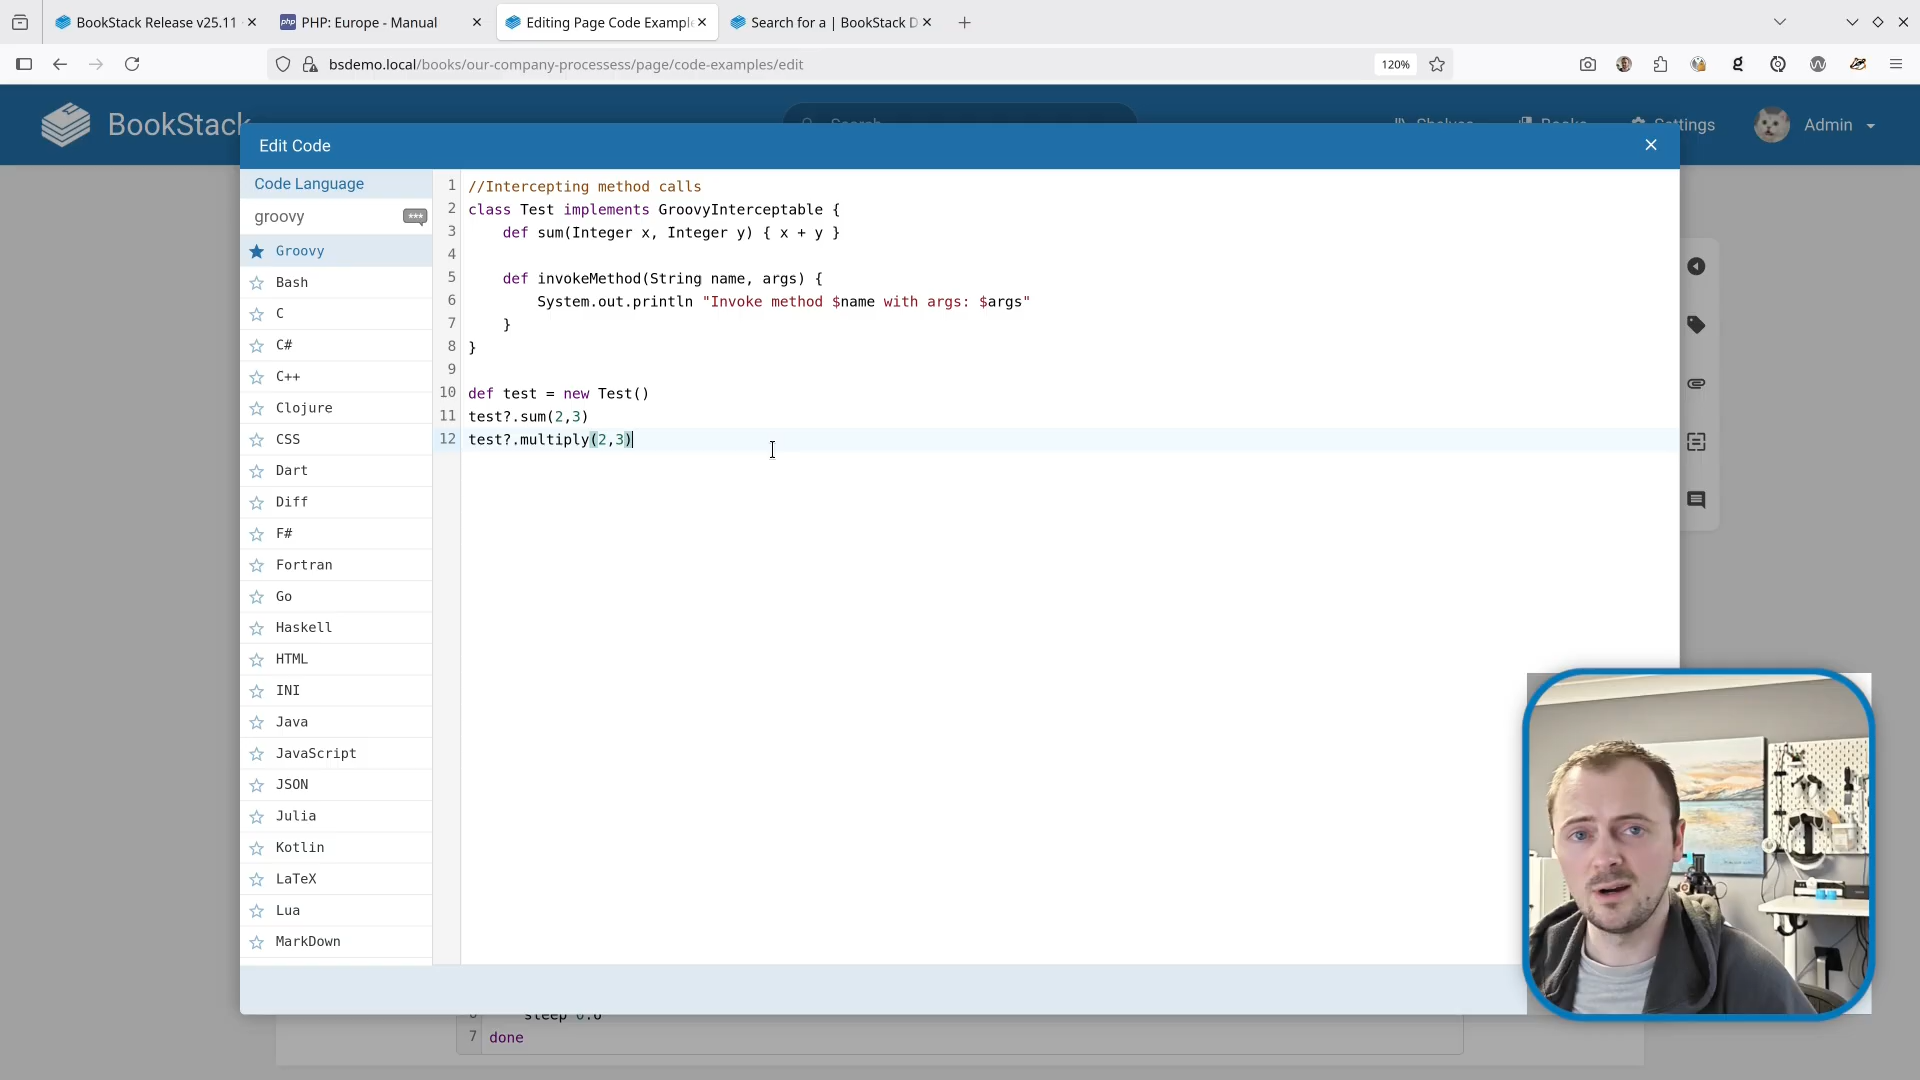 BookStack Release v25.11
PHP: Europe - Manual
Editing Page Code Exampl
Search for a | BookStack D
bsdemo.local/books/our-company-processess/page/code-examples/edit
120%
BookStack
Search
Shelves
Books
Settings
Admin
Edit Code
Code Language
groovy
Groovy
Bash
C
C#
C++
Clojure
CSS
Dart
Diff
F#
Fortran
Go
Haskell
HTML
INI
Java
JavaScript
JSON
Julia
Kotlin
LaTeX
Lua
MarkDown
1 //Intercepting method calls
2 class Test implements GroovyInterceptable {
3 def sum(Integer x, Integer y) { x + y }
4
5 def invokeMethod(String name, args) {
6 System.out.println "Invoke method $name with args: $args"
7 }
8 }
9
10 def test = new Test()
11 test?.sum(2,3)
12 test?.multiply(2,3)
6 sleep 0.6
7 done